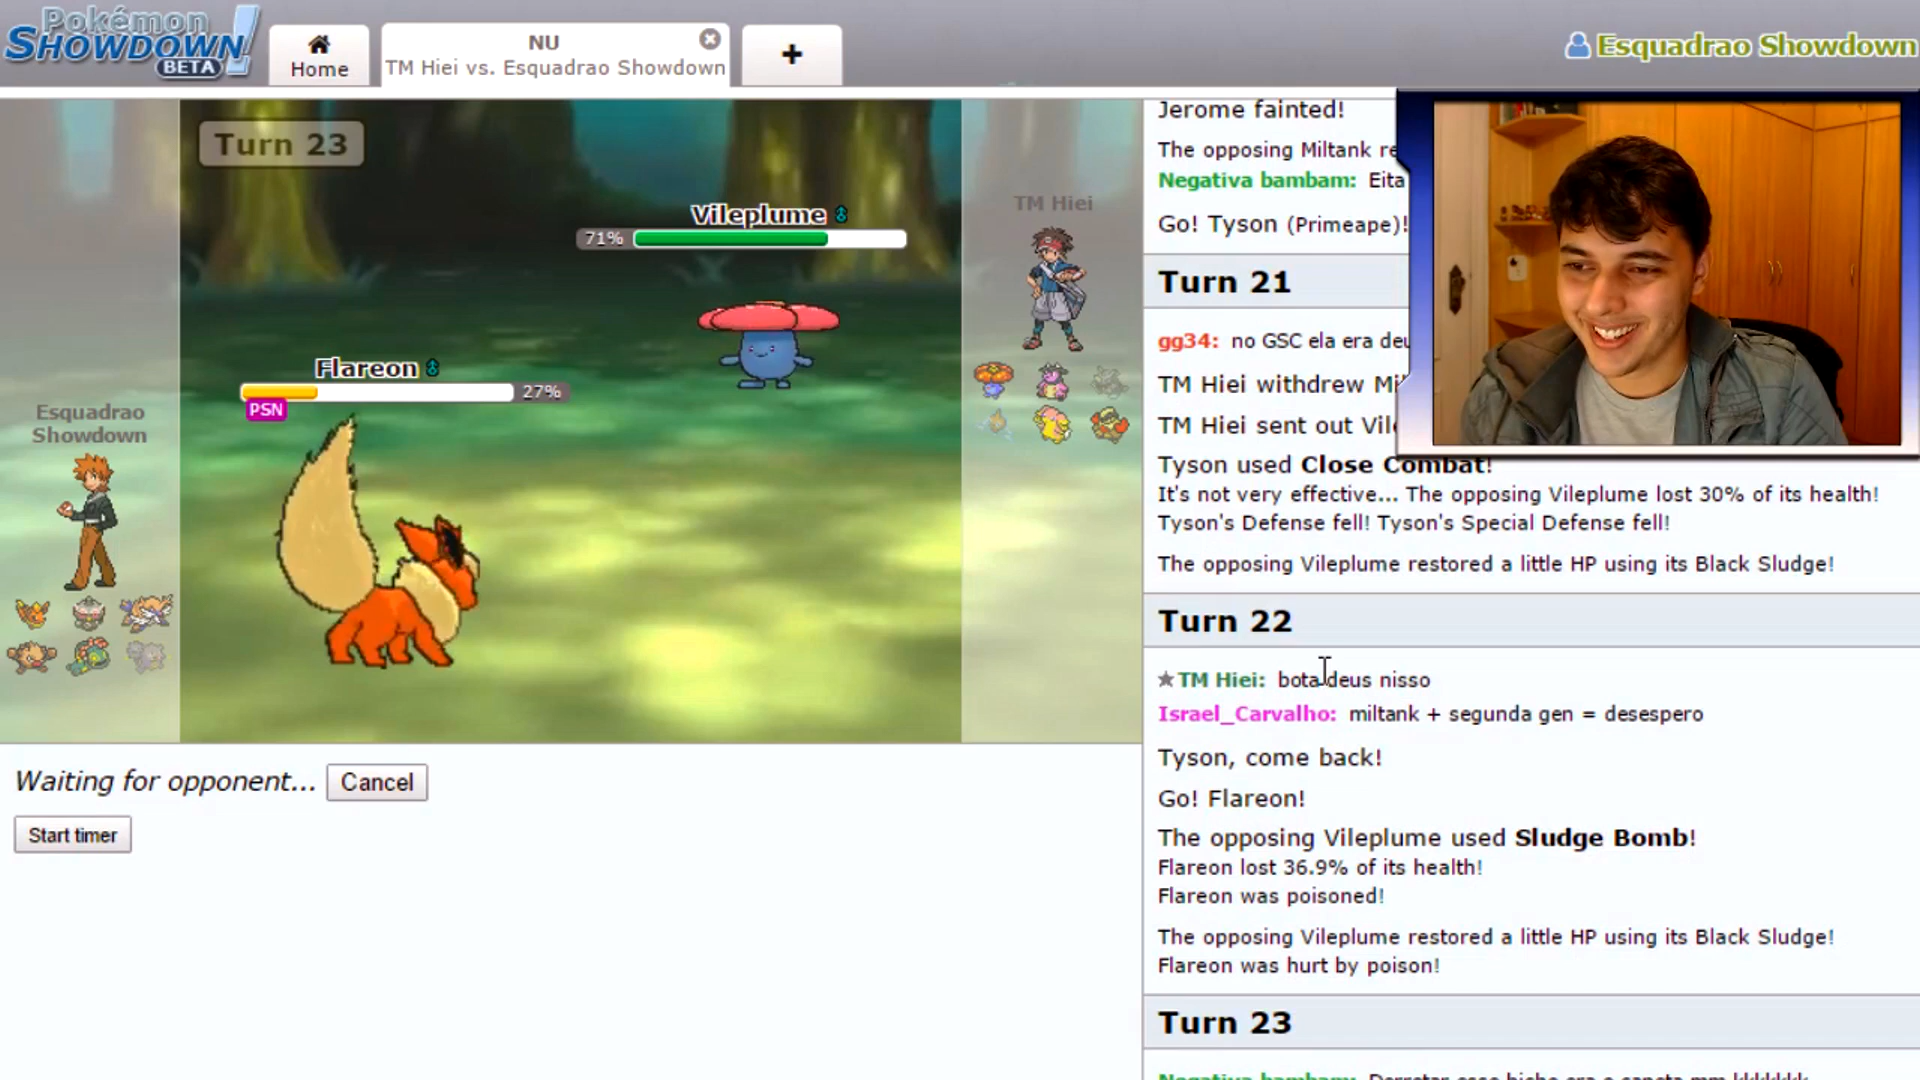 Pokémon
SHOWDOWN!
BETA
Home
NU
TM Hiei vs. Esquadrao Showdown
+
Esquadrao Showdown
Turn 23
Vileplume
71%
Flareon
27%
PSN
Esquadrao
Showdown
TM Hiei
Waiting for opponent... Cancel
Start timer
Jerome fainted!
The opposing Miltank re
Negativa bambam: Eita
Go! Tyson (Primeape)!
Turn 21
gg34: no GSC ela era deu
TM Hiei withdrew Mi
TM Hiei sent out Vile
Tyson used Close Combat!
It's not very effective... The opposing Vileplume lost 30% of its health!
Tyson's Defense fell! Tyson's Special Defense fell!
The opposing Vileplume restored a little HP using its Black Sludge!
Turn 22
★TM Hiei: bota deus nisso
Israel_Carvalho: miltank + segunda gen = desespero
Tyson, come back!
Go! Flareon!
The opposing Vileplume used Sludge Bomb!
Flareon lost 36.9% of its health!
Flareon was poisoned!
The opposing Vileplume restored a little HP using its Black Sludge!
Flareon was hurt by poison!
Turn 23
Negativa bambam: